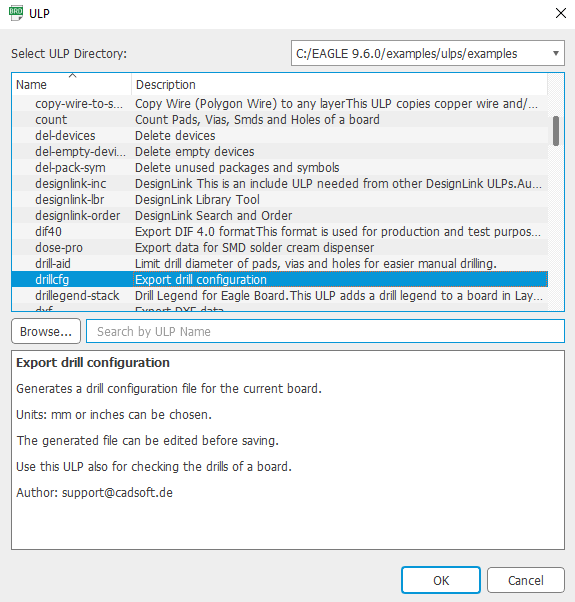 BRD ULP
Select ULP Directory: C:/EAGLE 9.6.0/examples/ulps/examples
Name Description
copy-wire-to-s... Copy Wire (Polygon Wire) to any layerThis ULP copies copper wire and/...
count Count Pads, Vias, Smds and Holes of a board
del-devices Delete devices
del-empty-devi... Delete empty devices
del-pack-sym Delete unused packages and symbols
designlink-inc DesignLink This is an include ULP needed from other DesignLink ULPs.Au...
designlink-lbr DesignLink Library Tool
designlink-order DesignLink Search and Order
dif40 Export DIF 4.0 formatThis format is used for production and test purpos...
dose-pro Export data for SMD solder cream dispenser
drill-aid Limit drill diameter of pads, vias and holes for easier manual drilling.
drillcfg Export drill configuration
drillegend-stack Drill Legend for Eagle Board.This ULP adds a drill legend to a board in Lay...
dxf Export DXF data
Browse... Search by ULP Name
Export drill configuration
Generates a drill configuration file for the current board.
Units: mm or inches can be chosen.
The generated file can be edited before saving.
Use this ULP also for checking the drills of a board.
Author: support@cadsoft.de
OK Cancel